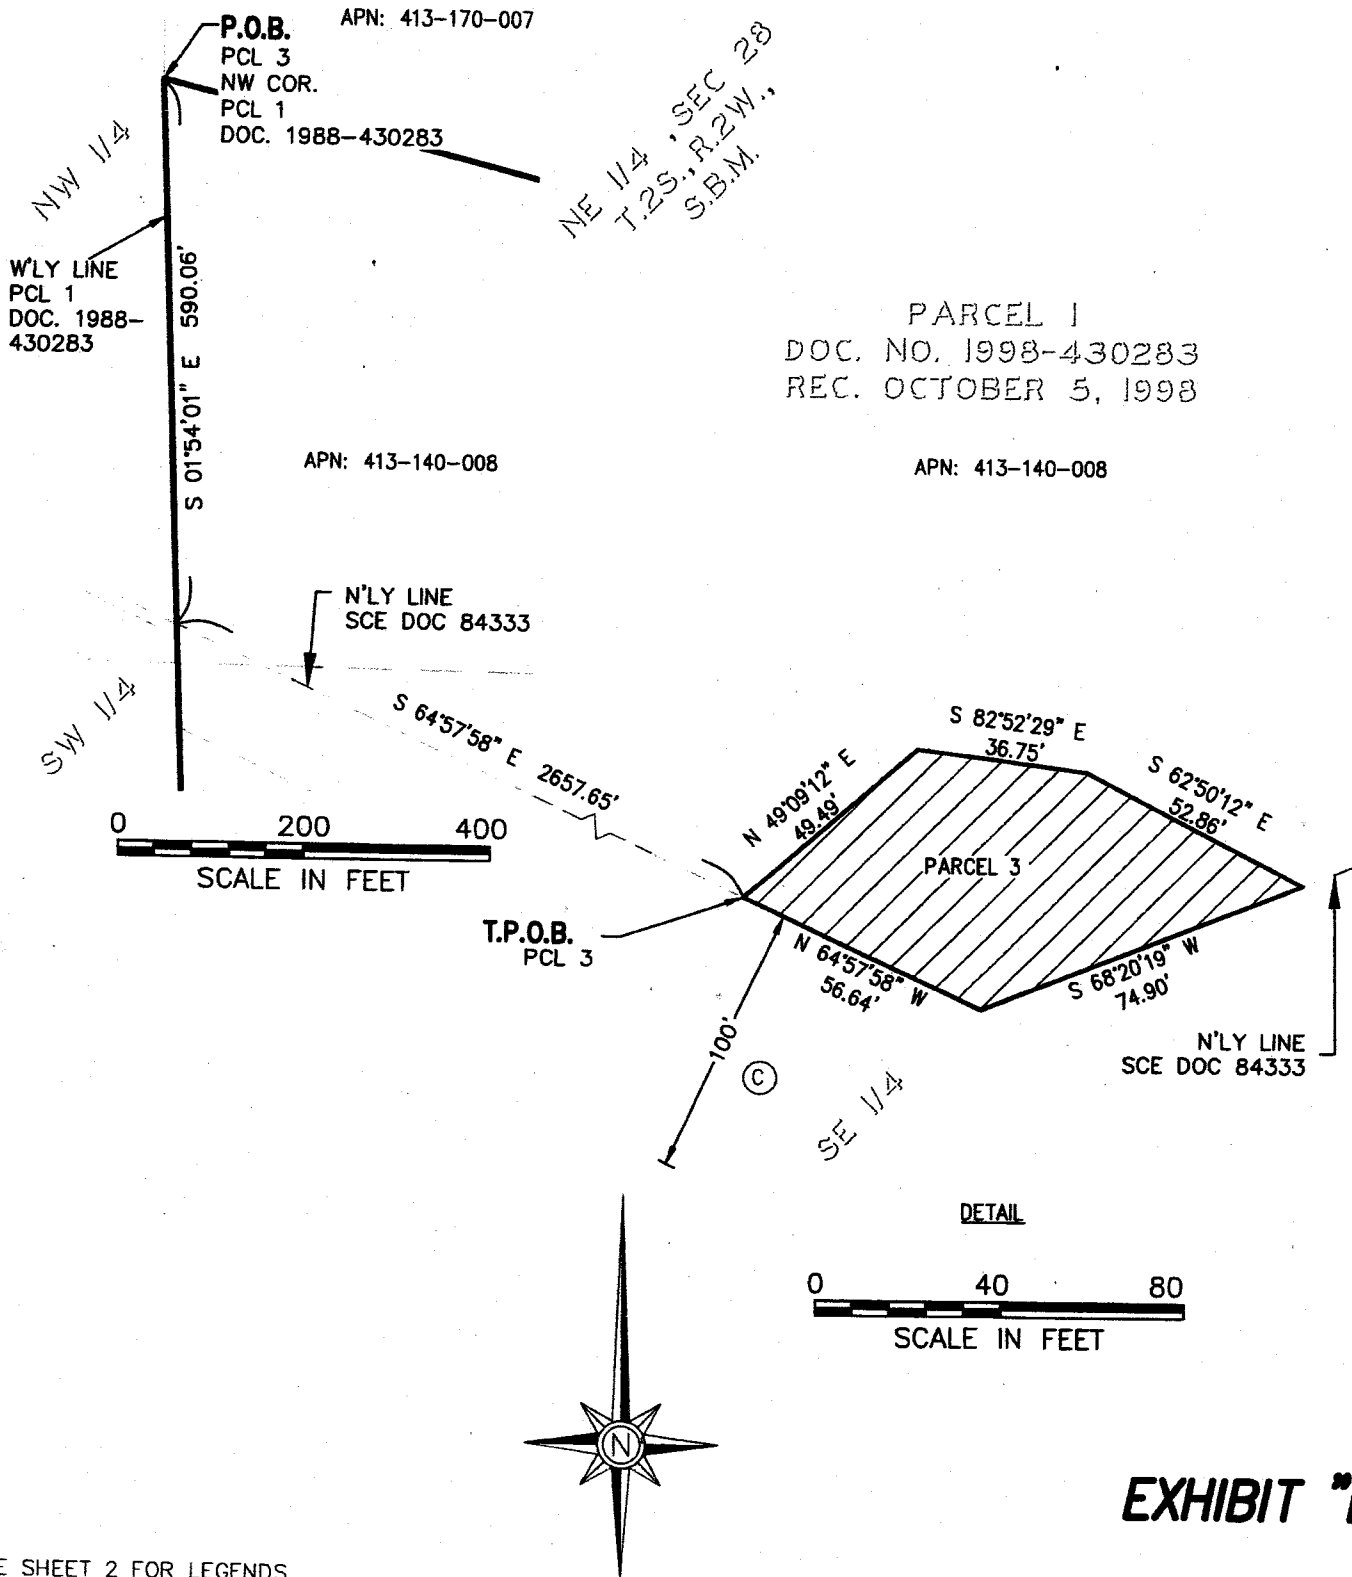 APN: 413-170-007
P.O.B.
PCL 3
NW COR.
PCL 1
DOC. 1988-430283
NW 1/4
NE 1/4 , SEC 28
T.2S., R.2W.,
S.B.M.
W'LY LINE
PCL 1
DOC. 1988-
430283
S 01°54'01" E 590.06'
PARCEL 1
DOC. NO. 1998-430283
REC. OCTOBER 5, 1998
APN: 413-140-008
APN: 413-140-008
N'LY LINE
SCE DOC 84333
SW 1/4
S 64°57'58" E 2657.65'
S 82°52'29" E
36.75'
S 62°50'12" E
52.86'
N 49°09'12" E
49.49'
PARCEL 3
0 200 400
SCALE IN FEET
T.P.O.B.
PCL 3
N 64°57'58" W
56.64'
S 68°20'19" W
74.90'
100'
C
N'LY LINE
SCE DOC 84333
SE 1/4
DETAIL
0 40 80
SCALE IN FEET
N
EXHIBIT "
E SHEET 2 FOR LEGENDS